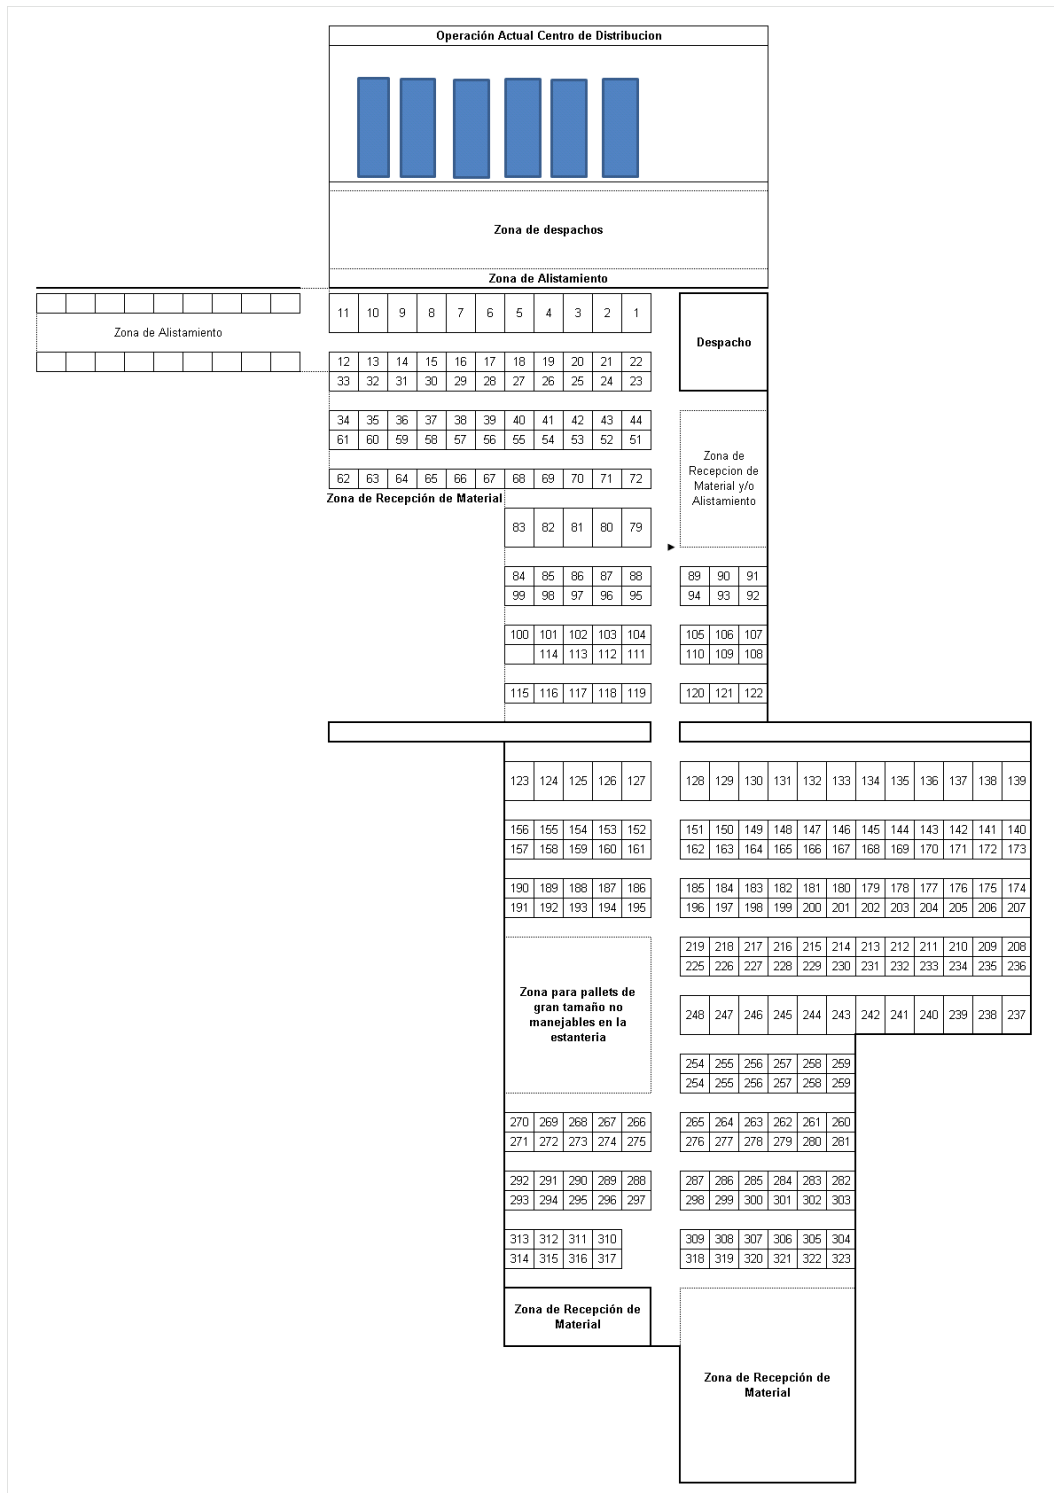 Operación Actual Centro de Distribucion
Zona de despachos
Zona de Alistamiento
Zona de Alistamiento
11 10 9 8 7 6 5 4 3 2 1
Despacho
12 13 14 15 16 17 18 19 20 21 22
33 32 31 30 29 28 27 26 25 24 23
34 35 36 37 38 39 40 41 42 43 44
61 60 59 58 57 56 55 54 53 52 51
Zona de
Recepcion de
Material y/o
Alistamiento
62 63 64 65 66 67 68 69 70 71 72
Zona de Recepción de Material
83 82 81 80 79
84 85 86 87 88 89 90 91
99 98 97 96 95 94 93 92
100 101 102 103 104 105 106 107
114 113 112 111 110 109 108
115 116 117 118 119 120 121 122
123 124 125 126 127 128 129 130 131 132 133 134 135 136 137 138 139
156 155 154 153 152 151 150 149 148 147 146 145 144 143 142 141 140
157 158 159 160 161 162 163 164 165 166 167 168 169 170 171 172 173
190 189 188 187 186 185 184 183 182 181 180 179 178 177 176 175 174
191 192 193 194 195 196 197 198 199 200 201 202 203 204 205 206 207
219 218 217 216 215 214 213 212 211 210 209 208
225 226 227 228 229 230 231 232 233 234 235 236
Zona para pallets de
gran tamaño no
manejables en la
estanteria
248 247 246 245 244 243 242 241 240 239 238 237
254 255 256 257 258 259
254 255 256 257 258 259
270 269 268 267 266 265 264 263 262 261 260
271 272 273 274 275 276 277 278 279 280 281
292 291 290 289 288 287 286 285 284 283 282
293 294 295 296 297 298 299 300 301 302 303
313 312 311 310 309 308 307 306 305 304
314 315 316 317 318 319 320 321 322 323
Zona de Recepción de
Material
Zona de Recepción de
Material